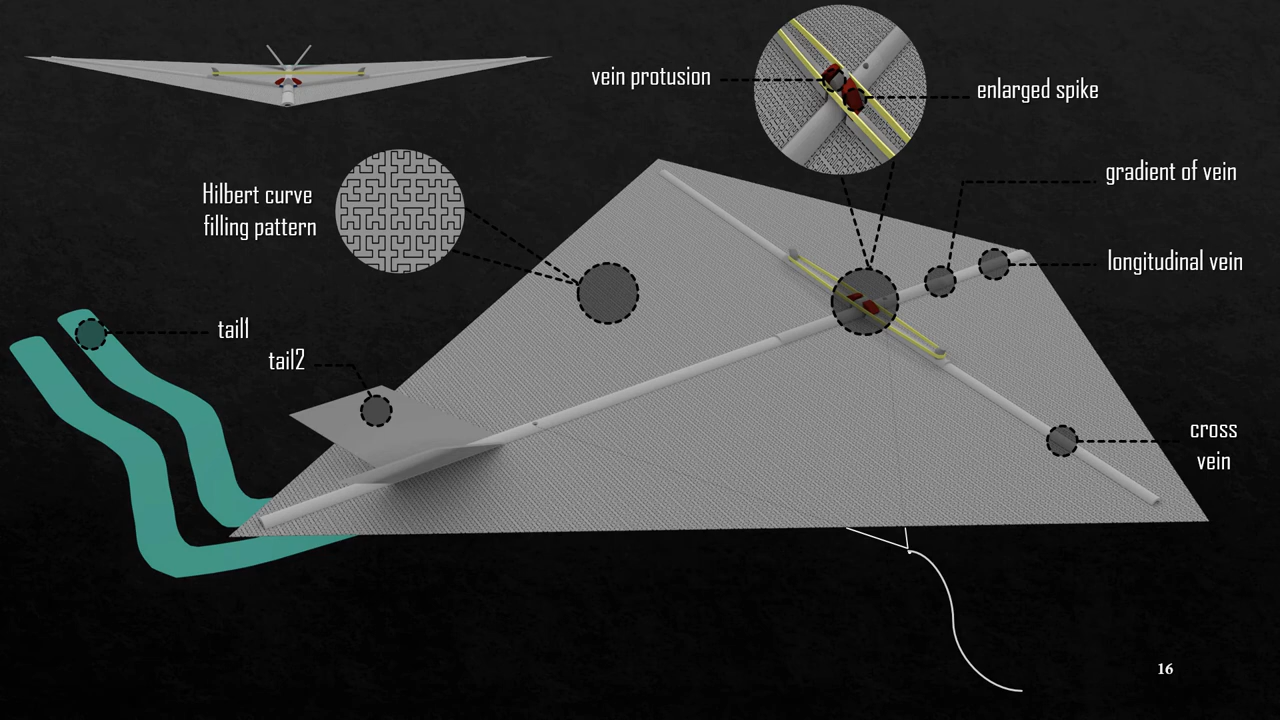 vein protusion
enlarged spike
gradient of vein
Hilbert curve
filling pattern
longitudinal vein
tail1
tail2
cross
vein
16